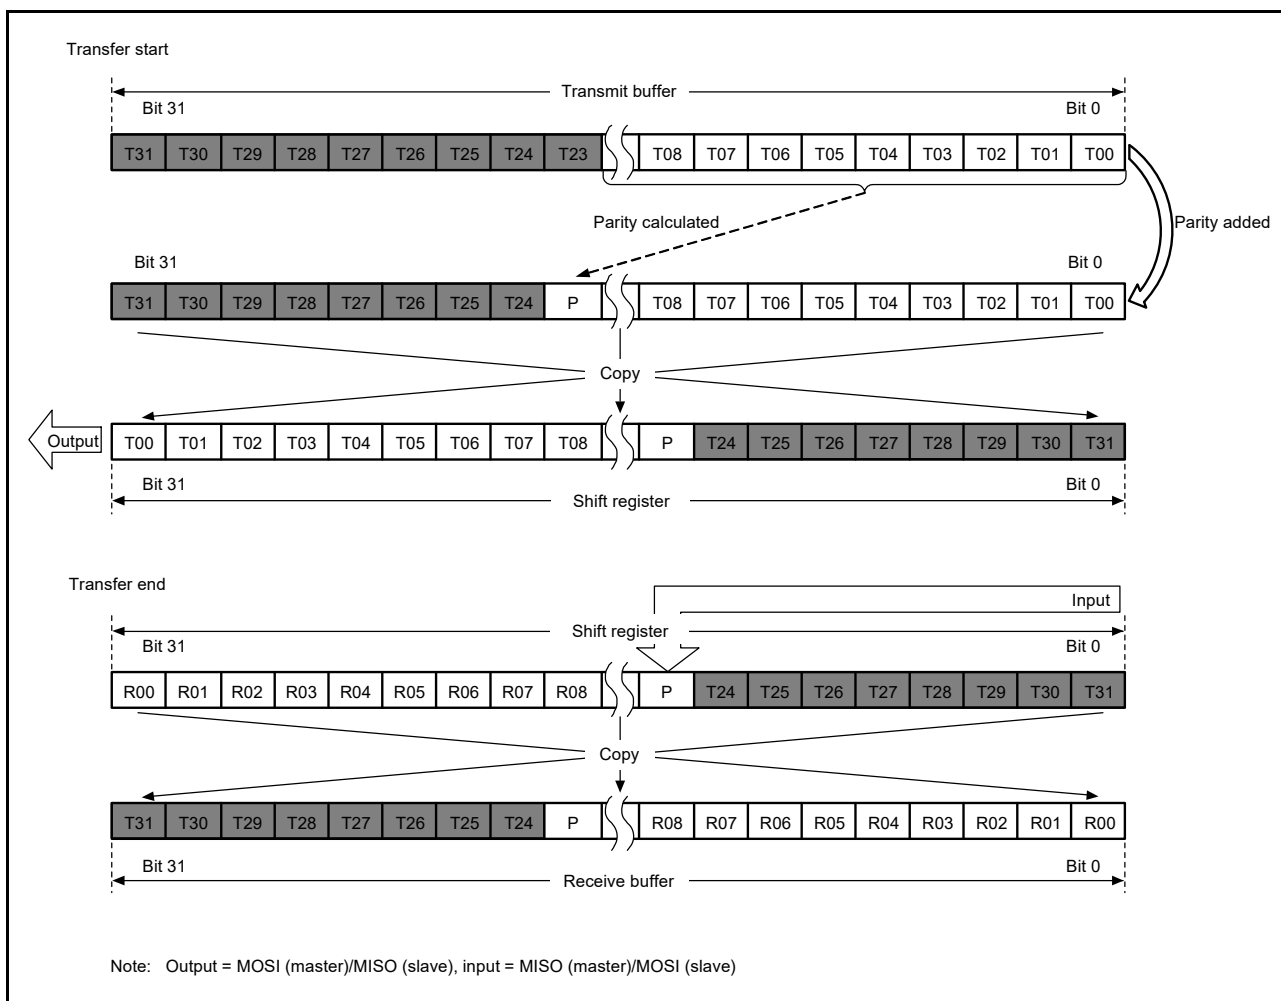 Transfer start
Transmit buffer
Bit 31 Bit 0
T31 T30 T29 T28 T27 T26 T25 T24 T23 T08 T07 T06 T05 T04 T03 T02 T01 T00
Parity calculated Parity added
Bit 31 Bit 0
T31 T30 T29 T28 T27 T26 T25 T24 P T08 T07 T06 T05 T04 T03 T02 T01 T00
Copy
Output T00 T01 T02 T03 T04 T05 T06 T07 T08 P T24 T25 T26 T27 T28 T29 T30 T31
Bit 31 Bit 0
Shift register
Transfer end
Input
Shift register
Bit 31 Bit 0
R00 R01 R02 R03 R04 R05 R06 R07 R08 P T24 T25 T26 T27 T28 T29 T30 T31
Copy
T31 T30 T29 T28 T27 T26 T25 T24 P R08 R07 R06 R05 R04 R03 R02 R01 R00
Bit 31 Bit 0
Receive buffer
Note: Output = MOSI (master)/MISO (slave), input = MISO (master)/MOSI (slave)